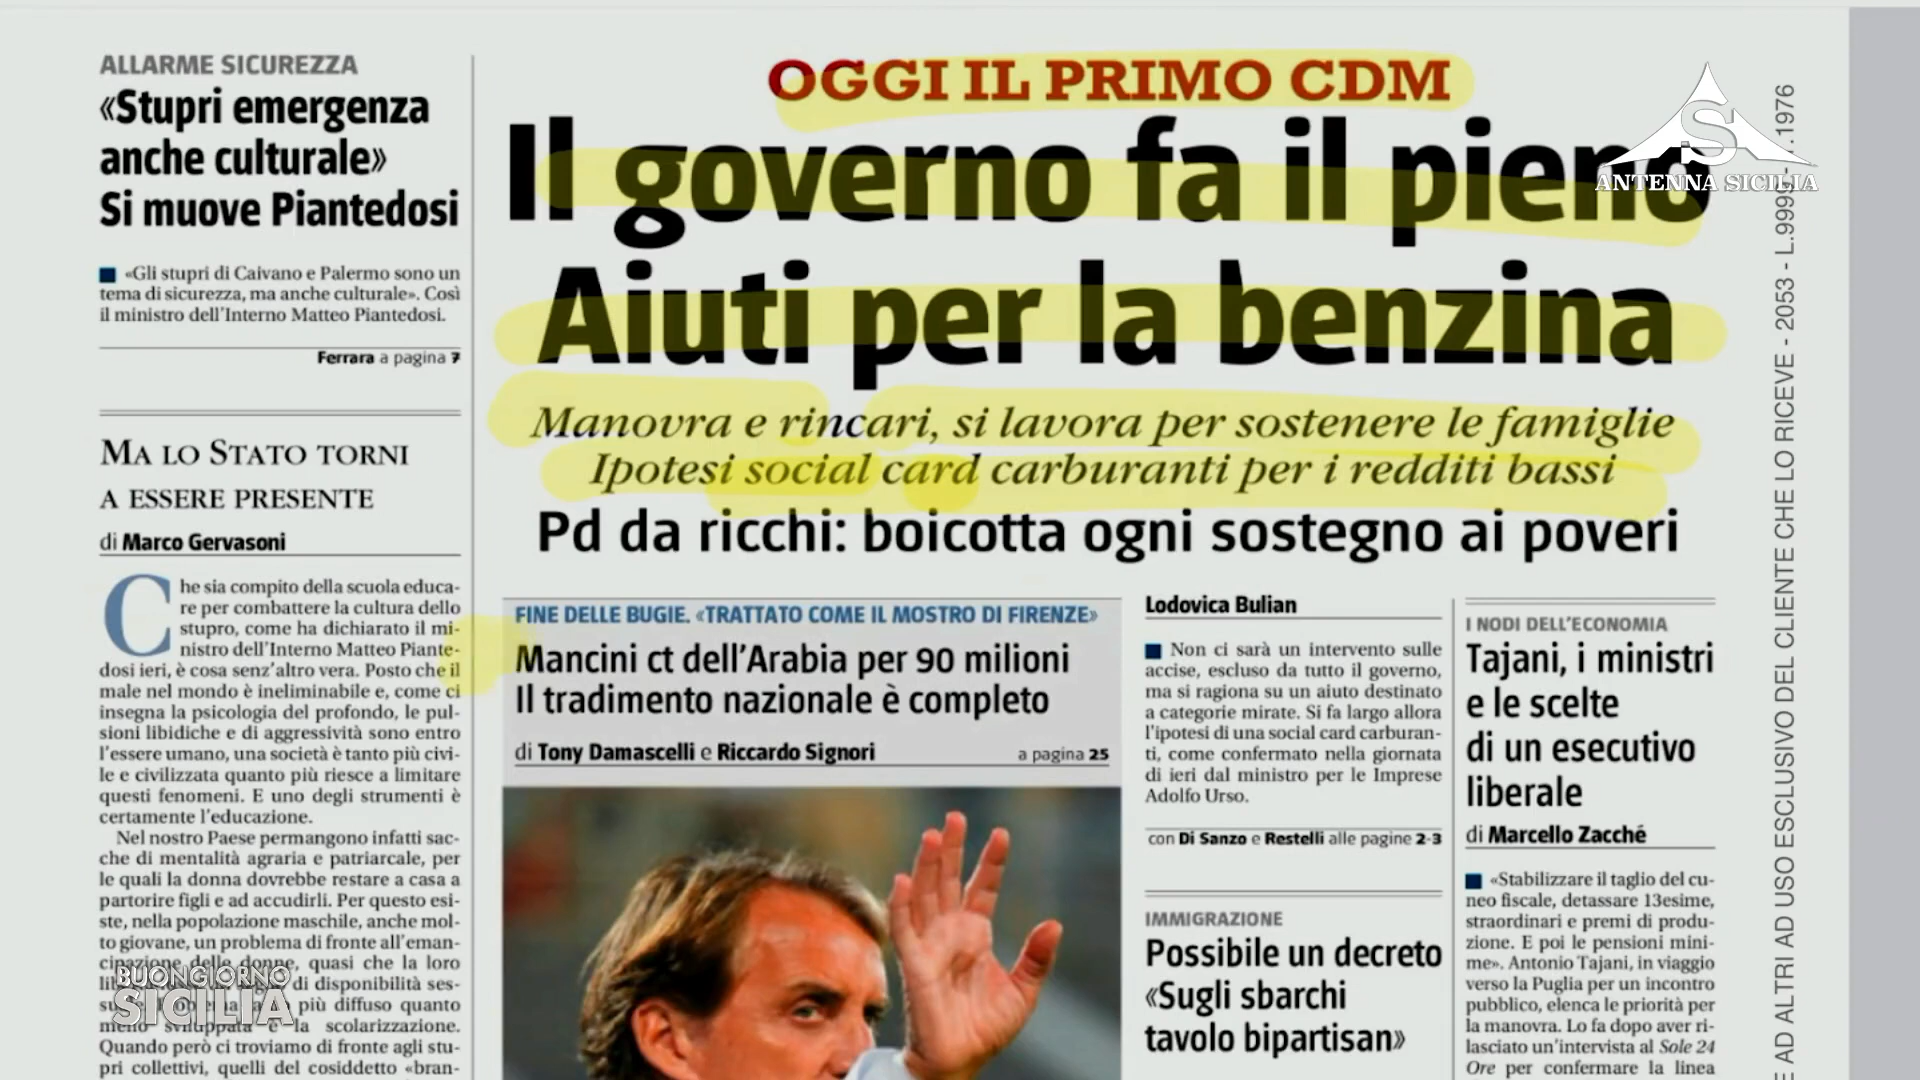 ALLARME SICUREZZA
«Stupri emergenza
anche culturale»
Si muove Piantedosi
«Gli stupri di Caivano e Palermo sono un
tema di sicurezza, ma anche culturale». Così
il ministro dell'Interno Matteo Piantedosi.
Ferrara a pagina 7
MA LO STATO TORNI
A ESSERE PRESENTE
di Marco Gervasoni
Che sia compito della scuola educa-
re per combattere la cultura dello
stupro, come ha dichiarato il mi-
nistro dell'Interno Matteo Piante-
dosi ieri, è cosa senz'altro vera. Posto che il
male nel mondo è ineliminabile e, come ci
insegna la psicologia del profondo, le pul-
sioni libidiche e di aggressività sono entro
l'essere umano, una società è tanto più civi-
le e civilizzata quanto più riesce a limitare
questi fenomeni. E uno degli strumenti è
certamente l'educazione.
Nel nostro Paese permangono infatti sac-
che di mentalità agraria e patriarcale, per
le quali la donna dovrebbe restare a casa a
partorire figli e ad accudirli. Per questo esi-
ste, nella popolazione maschile, anche mol-
to giovane, un problema di fronte all'eman-
cipazione delle donne, quasi che la loro
di disponibilità ses-
più diffuso quanto
meno sviluppata è la scolarizzazione.
Quando però ci troviamo di fronte agli stu-
pri collettivi, quelli del cosiddetto «bran-
OGGI IL PRIMO CDM
Il governo fa il pieno
Aiuti per la benzina
Manovra e rincari, si lavora per sostenere le famiglie
Ipotesi social card carburanti per i redditi bassi
Pd da ricchi: boicotta ogni sostegno ai poveri
FINE DELLE BUGIE. «TRATTATO COME IL MOSTRO DI FIRENZE»
Mancini ct dell'Arabia per 90 milioni
Il tradimento nazionale è completo
di Tony Damascelli e Riccardo Signori
a pagina 25
Lodovica Bulian
Non ci sarà un intervento sulle
accise, escluso da tutto il governo,
ma si ragiona su un aiuto destinato
a categorie mirate. Si fa largo allora
l'ipotesi di una social card carburan-
ti, come confermato nella giornata
di ieri dal ministro per le Imprese
Adolfo Urso.
con Di Sanzo e Restelli alle pagine 2-3
IMMIGRAZIONE
Possibile un decreto
«Sugli sbarchi
tavolo bipartisan»
I NODI DELL'ECONOMIA
Tajani, i ministri
e le scelte
di un esecutivo
liberale
di Marcello Zacché
«Stabilizzare il taglio del cu-
neo fiscale, detassare 13esime,
straordinari e premi di produ-
zione. E poi le pensioni mini-
me». Antonio Tajani, in viaggio
verso la Puglia per un incontro
pubblico, elenca le priorità per
la manovra. Lo fa dopo aver ri-
lasciato un'intervista al Sole 24
Ore per confermare la linea
E AD ALTRI AD USO ESCLUSIVO DEL CLIENTE CHE LO RICEVE - 2053 - L.9999 - .1976
S
ANTENNA SICILIA
BUONGIORNO
SICILIA